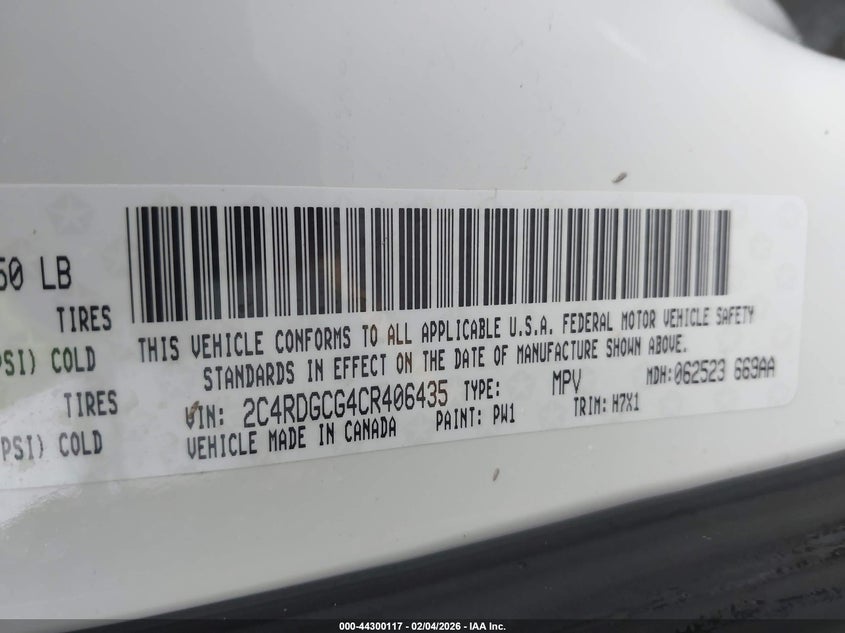 50 LB
TIRES
PSI) COLD
TIRES
PSI) COLD
THIS VEHICLE CONFORMS TO ALL APPLICABLE U.S.A. FEDERAL MOTOR VEHICLE SAFETY
STANDARDS IN EFFECT ON THE DATE OF MANUFACTURE SHOWN ABOVE.
VIN: 2C4RDGCG4CR406435 TYPE: MPV MDH:062523 669AA
VEHICLE MADE IN CANADA PAINT: PW1 TRIM: H7X1
000-44300117 - 02/04/2026 - IAA Inc.